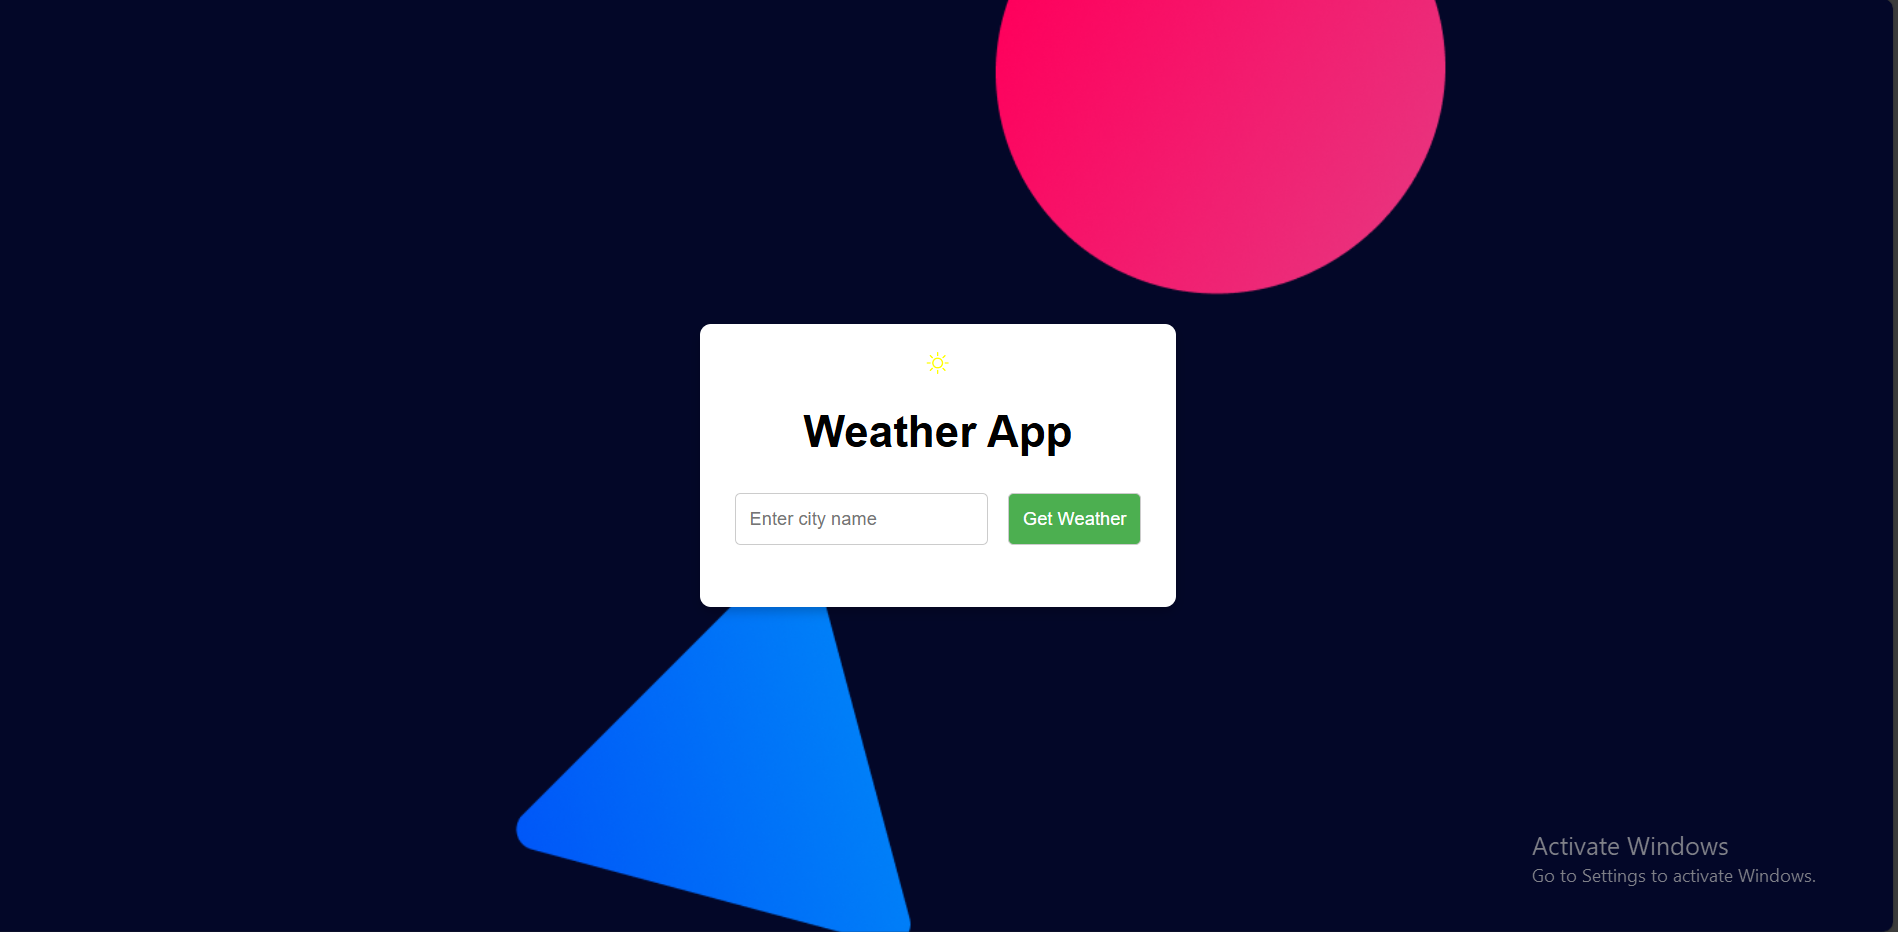 Weather App
Enter city name
Get Weather
Activate Windows
Go to Settings to activate Windows.